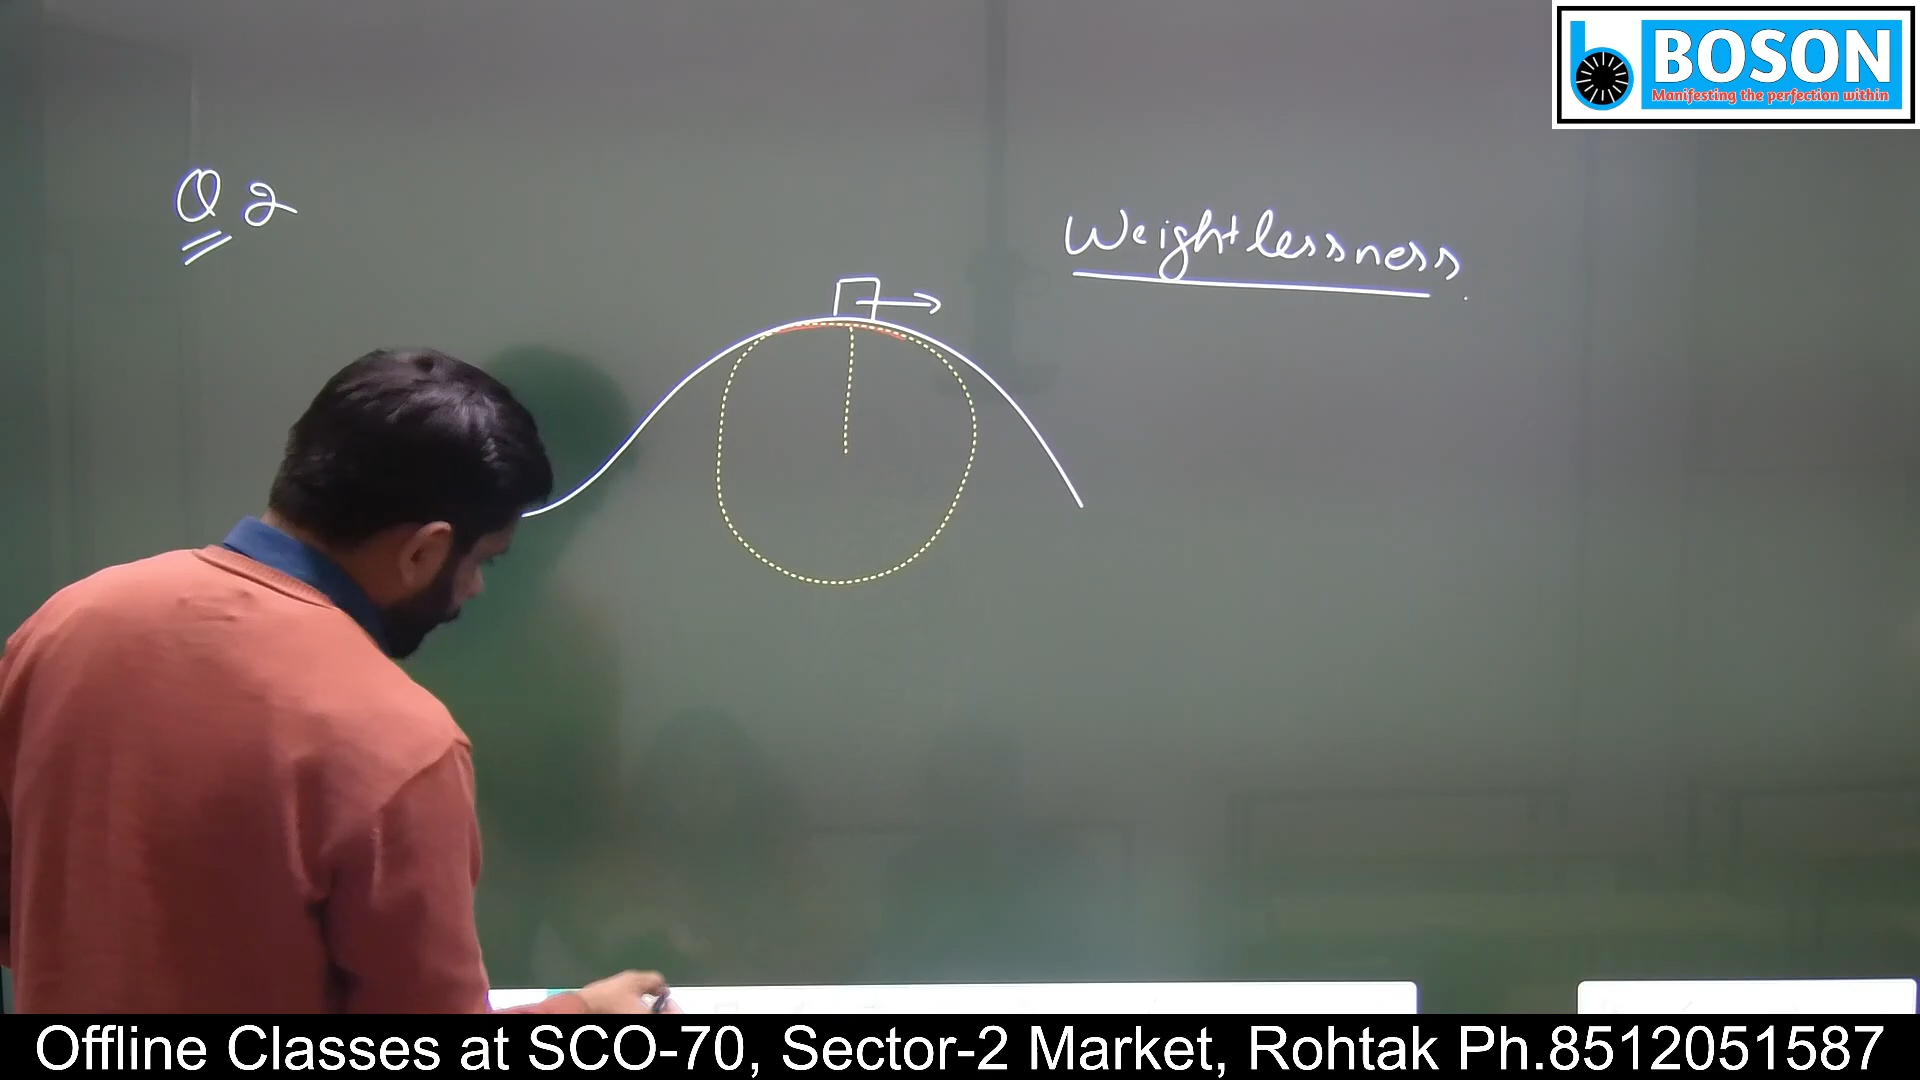 BOSON
Manifesting the perfection within
Q 2
Weightlessness.
Offline Classes at SCO-70, Sector-2 Market, Rohtak Ph.8512051587